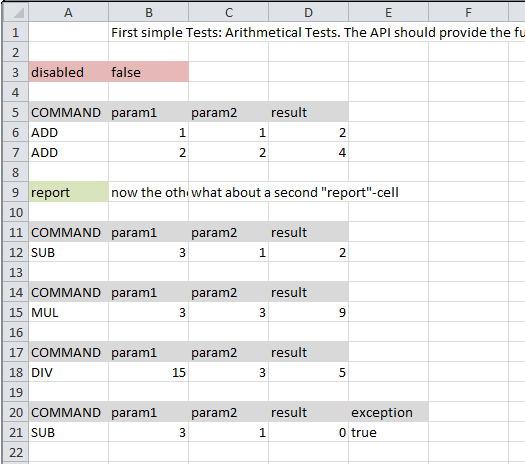 A B C D E F
1 First simple Tests: Arithmetical Tests. The API should provide the fu
2
3 disabled false
4
5 COMMAND param1 param2 result
6 ADD 1 1 2
7 ADD 2 2 4
8
9 report now the othe what about a second "report"-cell
10
11 COMMAND param1 param2 result
12 SUB 3 1 2
13
14 COMMAND param1 param2 result
15 MUL 3 3 9
16
17 COMMAND param1 param2 result
18 DIV 15 3 5
19
20 COMMAND param1 param2 result exception
21 SUB 3 1 0 true
22